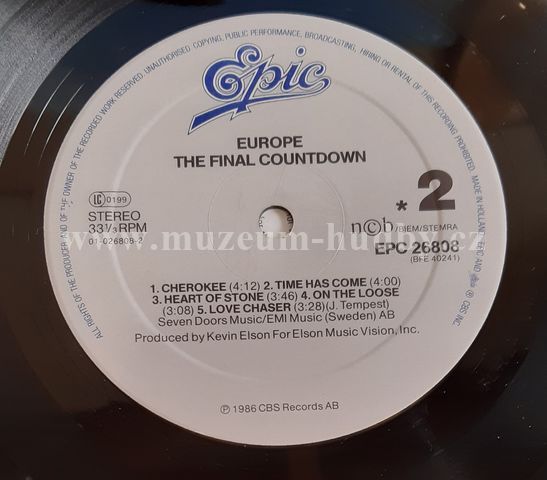 ALL RIGHTS OF THE PRODUCER AND OF THE OWNER OF THE RECORDED WORK RESERVED. UNAUTHORISED COPYING, PUBLIC PERFORMANCE, BROADCASTING, HIRING OR RENTAL OF THIS RECORDING PROHIBITED. MADE IN HOLLAND
Epic
EUROPE
THE FINAL COUNTDOWN
LC 0199
STEREO
33⅓ RPM
01-026808-2
* 2
n©b/BIEM/STEMRA
EPC 26808
(BFE 40241)
www.muzeum-hudby.cz
1. CHEROKEE (4:12) 2. TIME HAS COME (4:00)
3. HEART OF STONE (3:46) 4. ON THE LOOSE
(3:08) 5. LOVE CHASER (3:28)(J. Tempest)
Seven Doors Music/EMI Music (Sweden) AB
Produced by Kevin Elson For Elson Music Vision, Inc.
℗ 1986 CBS Records AB